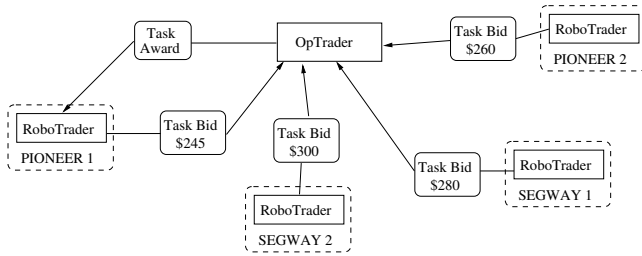 Task
Award
OpTrader
Task Bid
$260
RoboTrader
PIONEER 2
RoboTrader
PIONEER 1
Task Bid
$245
Task Bid
$300
Task Bid
$280
RoboTrader
SEGWAY 1
RoboTrader
SEGWAY 2